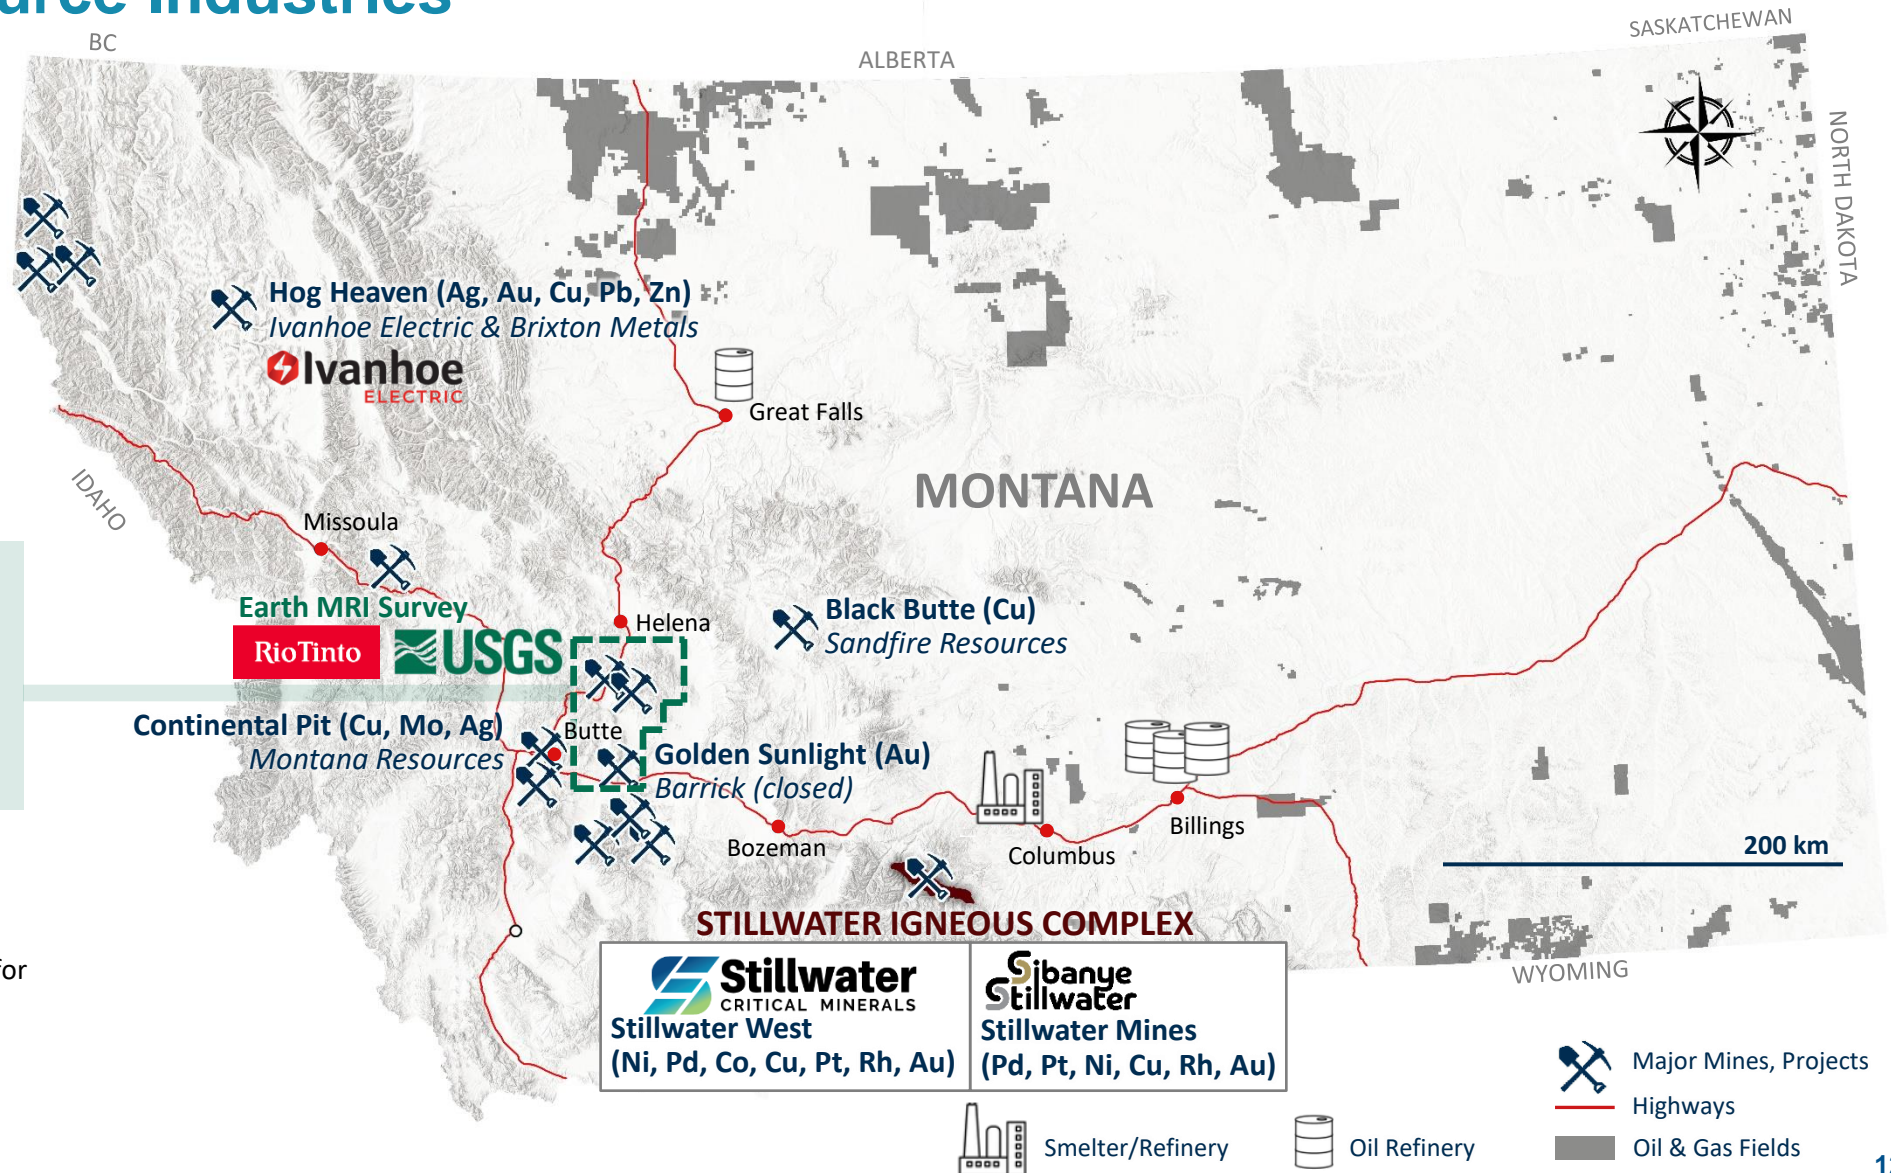 Industries
BC
ALBERTA
SASKATCHEWAN
NORTH DAKOTA
Hog Heaven (Ag, Au, Cu, Pb, Zn)
Ivanhoe Electric & Brixton Metals
Ivanhoe
ELECTRIC
Great Falls
MONTANA
IDAHO
Missoula
Earth MRI Survey
RioTinto
USGS
Helena
Black Butte (Cu)
Sandfire Resources
Continental Pit (Cu, Mo, Ag)
Montana Resources
Butte
Golden Sunlight (Au)
Barrick (closed)
Bozeman
Columbus
Billings
200 km
STILLWATER IGNEOUS COMPLEX
for
WYOMING
Stillwater
CRITICAL MINERALS
Stillwater West
(Ni, Pd, Co, Cu, Pt, Rh, Au)
Sibanye
Stillwater
Stillwater Mines
(Pd, Pt, Ni, Cu, Rh, Au)
Major Mines, Projects
Highways
Smelter/Refinery
Oil Refinery
Oil & Gas Fields